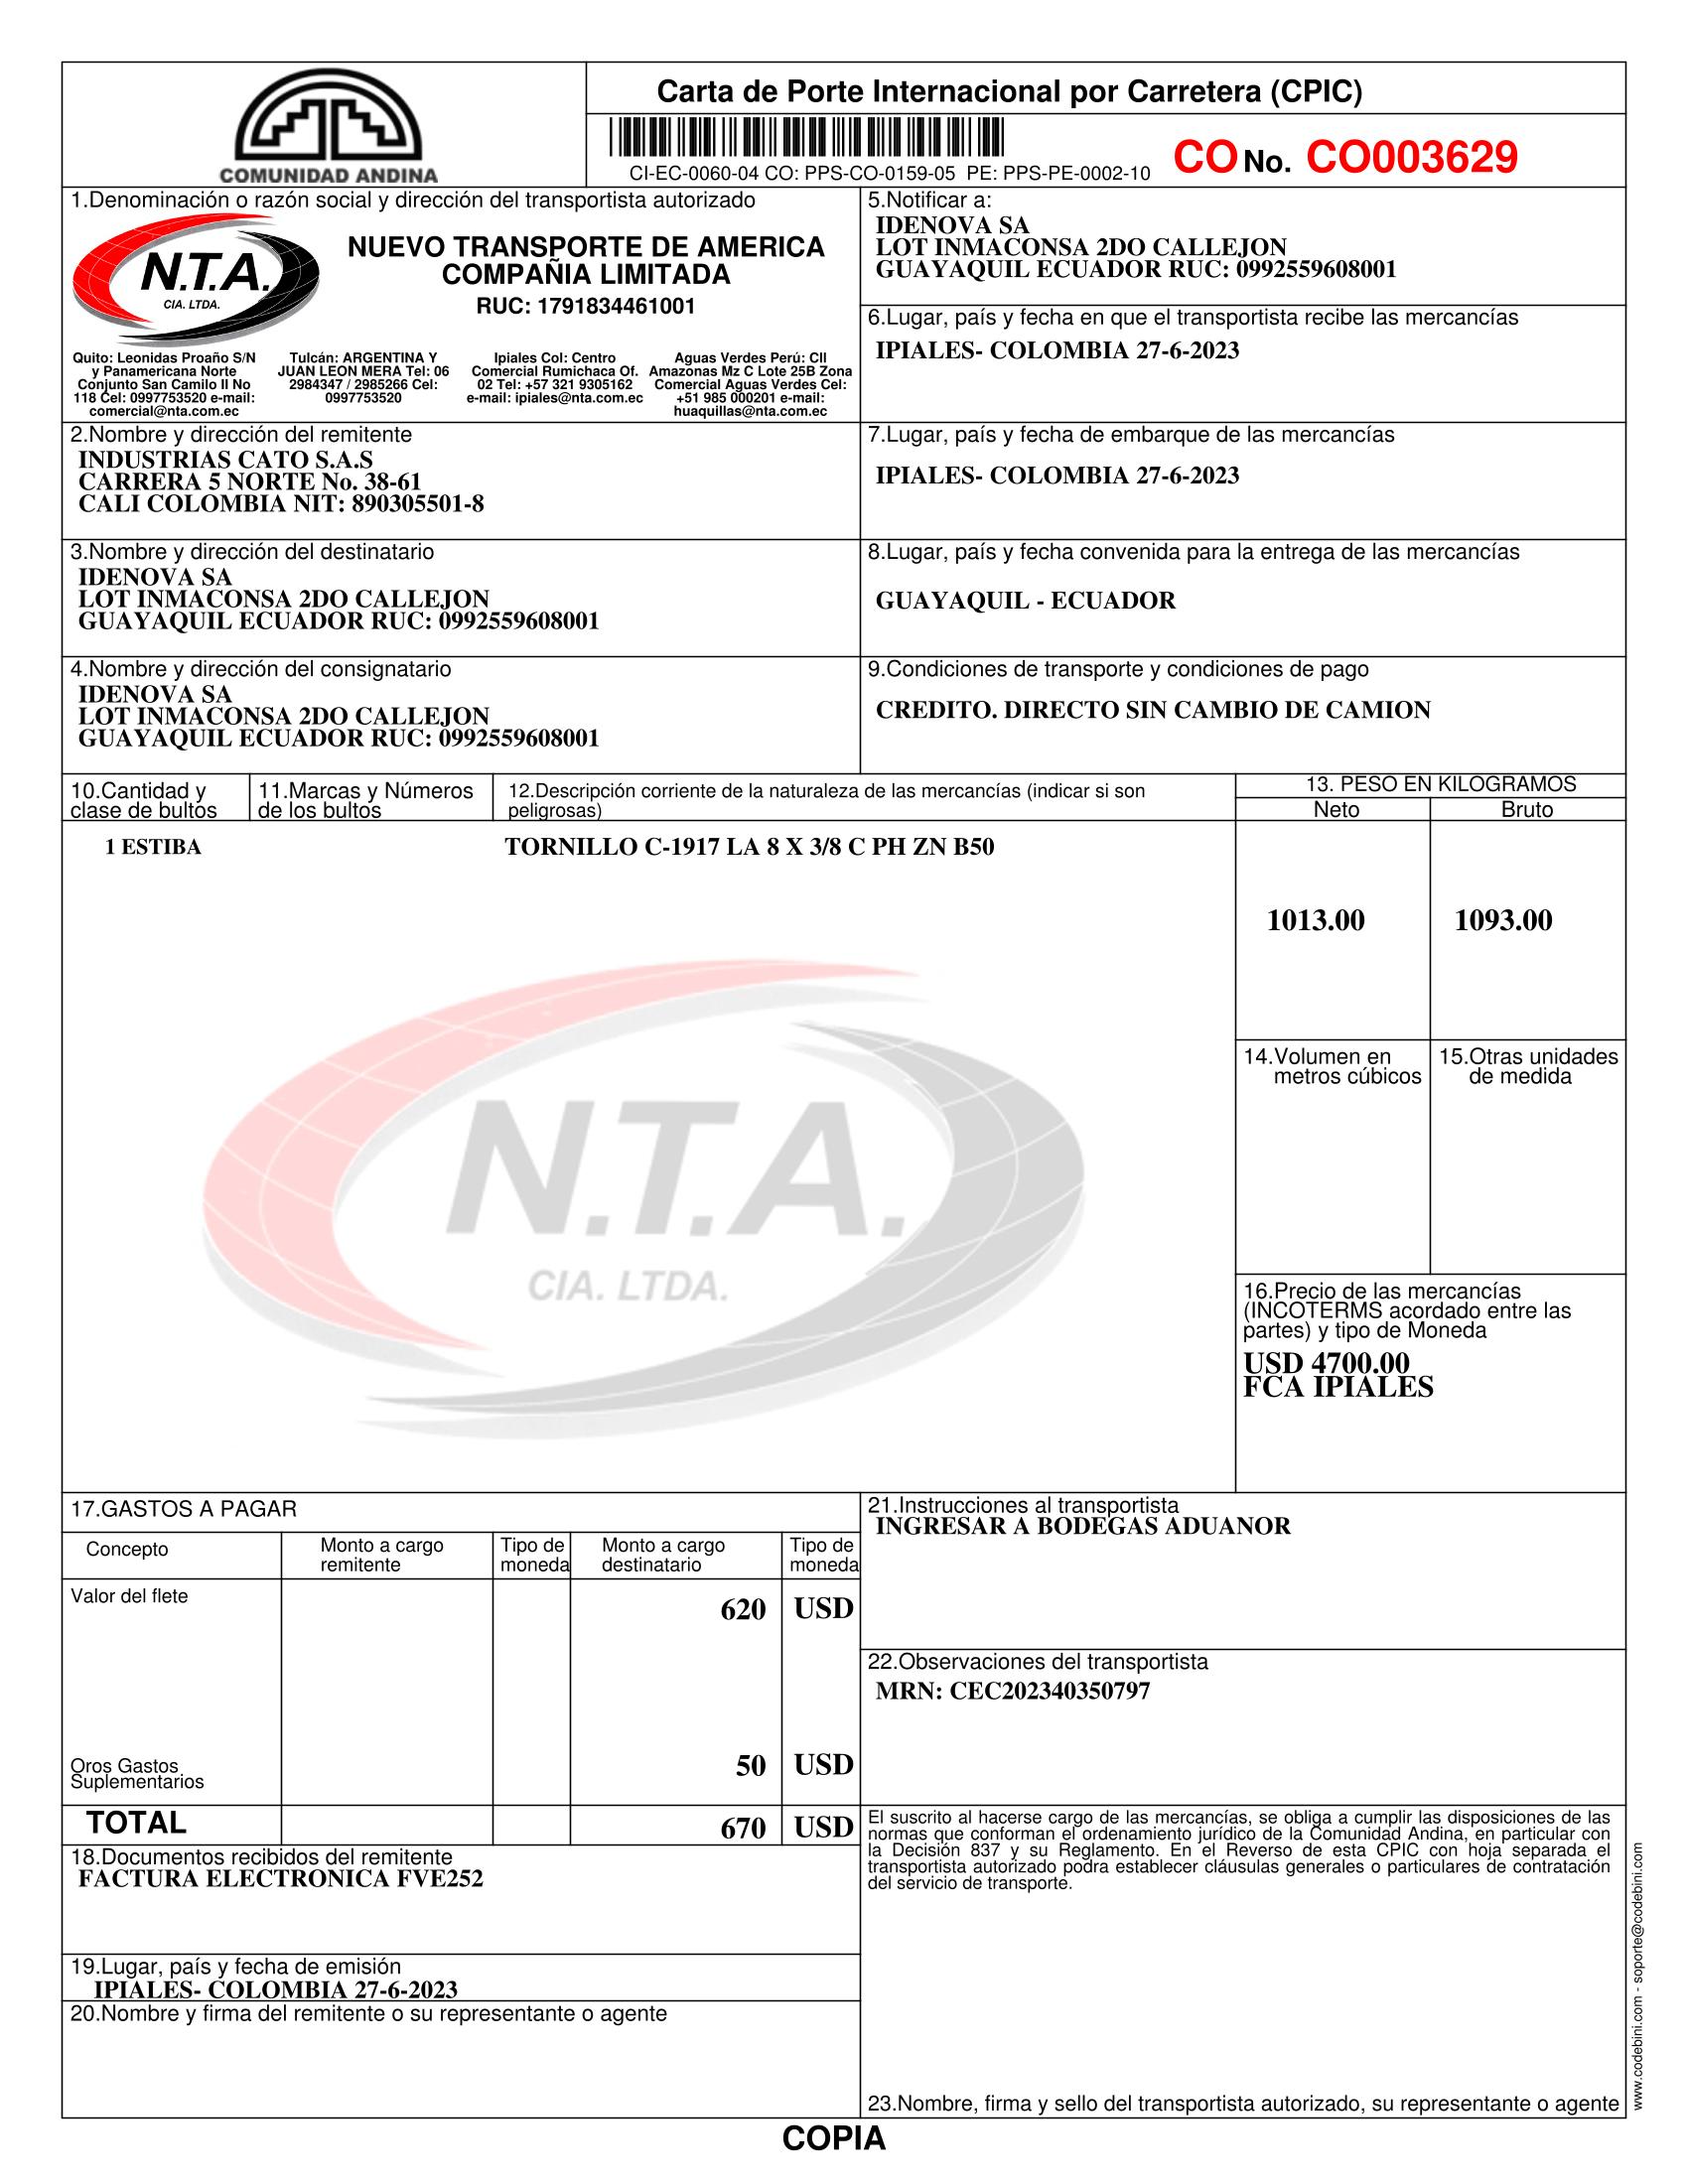 COMUNIDAD ANDINA
Carta de Porte Internacional por Carretera (CPIC)
CI-EC-0060-04 CO: PPS-CO-0159-05 PE: PPS-PE-0002-10
CO No. CO003629
1.Denominación o razón social y dirección del transportista autorizado
N.T.A.
CIA. LTDA.
NUEVO TRANSPORTE DE AMERICA
COMPAÑIA LIMITADA
RUC: 1791834461001
Quito: Leonidas Proaño S/N
y Panamericana Norte
Conjunto San Camilo II No
118 Cel: 0997753520 e-mail:
comercial@nta.com.ec
Tulcán: ARGENTINA Y
JUAN LEON MERA Tel: 06
2984347 / 2985266 Cel:
0997753520
Ipiales Col: Centro
Comercial Rumichaca Of.
02 Tel: +57 321 9305162
e-mail: ipiales@nta.com.ec
Aguas Verdes Perú: Cll
Amazonas Mz C Lote 25B Zona
Comercial Aguas Verdes Cel:
+51 985 000201 e-mail:
huaquillas@nta.com.ec
5.Notificar a:
IDENOVA SA
LOT INMACONSA 2DO CALLEJON
GUAYAQUIL ECUADOR RUC: 0992559608001
6.Lugar, país y fecha en que el transportista recibe las mercancías
IPIALES- COLOMBIA 27-6-2023
2.Nombre y dirección del remitente
INDUSTRIAS CATO S.A.S
CARRERA 5 NORTE No. 38-61
CALI COLOMBIA NIT: 890305501-8
7.Lugar, país y fecha de embarque de las mercancías
IPIALES- COLOMBIA 27-6-2023
3.Nombre y dirección del destinatario
IDENOVA SA
LOT INMACONSA 2DO CALLEJON
GUAYAQUIL ECUADOR RUC: 0992559608001
8.Lugar, país y fecha convenida para la entrega de las mercancías
GUAYAQUIL - ECUADOR
4.Nombre y dirección del consignatario
IDENOVA SA
LOT INMACONSA 2DO CALLEJON
GUAYAQUIL ECUADOR RUC: 0992559608001
9.Condiciones de transporte y condiciones de pago
CREDITO. DIRECTO SIN CAMBIO DE CAMION
10.Cantidad y
clase de bultos
11.Marcas y Números
de los bultos
12.Descripción corriente de la naturaleza de las mercancías (indicar si son
peligrosas)
13. PESO EN KILOGRAMOS
Neto
Bruto
1 ESTIBA
TORNILLO C-1917 LA 8 X 3/8 C PH ZN B50
1013.00
1093.00
N.T.A.
CIA. LTDA.
14.Volumen en
metros cúbicos
15.Otras unidades
de medida
16.Precio de las mercancías
(INCOTERMS acordado entre las
partes) y tipo de Moneda
USD 4700.00
FCA IPIALES
17.GASTOS A PAGAR
Concepto
Monto a cargo
remitente
Tipo de
moneda
Monto a cargo
destinatario
Tipo de
moneda
Valor del flete
620 USD
Oros Gastos
Suplementarios
50 USD
TOTAL
670 USD
21.Instrucciones al transportista
INGRESAR A BODEGAS ADUANOR
22.Observaciones del transportista
MRN: CEC202340350797
18.Documentos recibidos del remitente
FACTURA ELECTRONICA FVE252
19.Lugar, país y fecha de emisión
IPIALES- COLOMBIA 27-6-2023
20.Nombre y firma del remitente o su representante o agente
El suscrito al hacerse cargo de las mercancías, se obliga a cumplir las disposiciones de las
normas que conforman el ordenamiento jurídico de la Comunidad Andina, en particular con
la Decisión 837 y su Reglamento. En el Reverso de esta CPIC con hoja separada el
transportista autorizado podra establecer cláusulas generales o particulares de contratación
del servicio de transporte.
23.Nombre, firma y sello del transportista autorizado, su representante o agente
www.codebini.com - soporte@codebini.com
COPIA